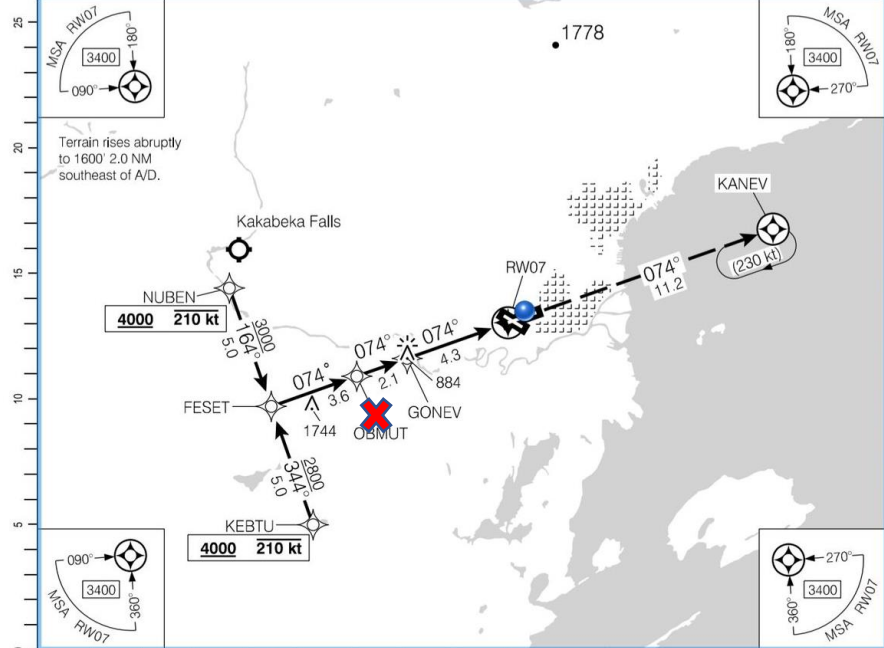 25
20
15
10
5
MSA RW07
3400
180°
090°
MSA RW07
3400
180°
270°
1778
Terrain rises abruptly
to 1600' 2.0 NM
southeast of A/D.
Kakabeka Falls
KANEV
(230 kt)
074°
11.2
RW07
NUBEN
4000 210 kt
3000
164°
5.0
074°
4.3
074°
2.1
074°
3.6
884
GONEV
FESET
1744
OBMUT
2800
344°
5.0
KEBTU
4000 210 kt
090°
3400
360°
MSA RW07
270°
3400
360°
MSA RW07